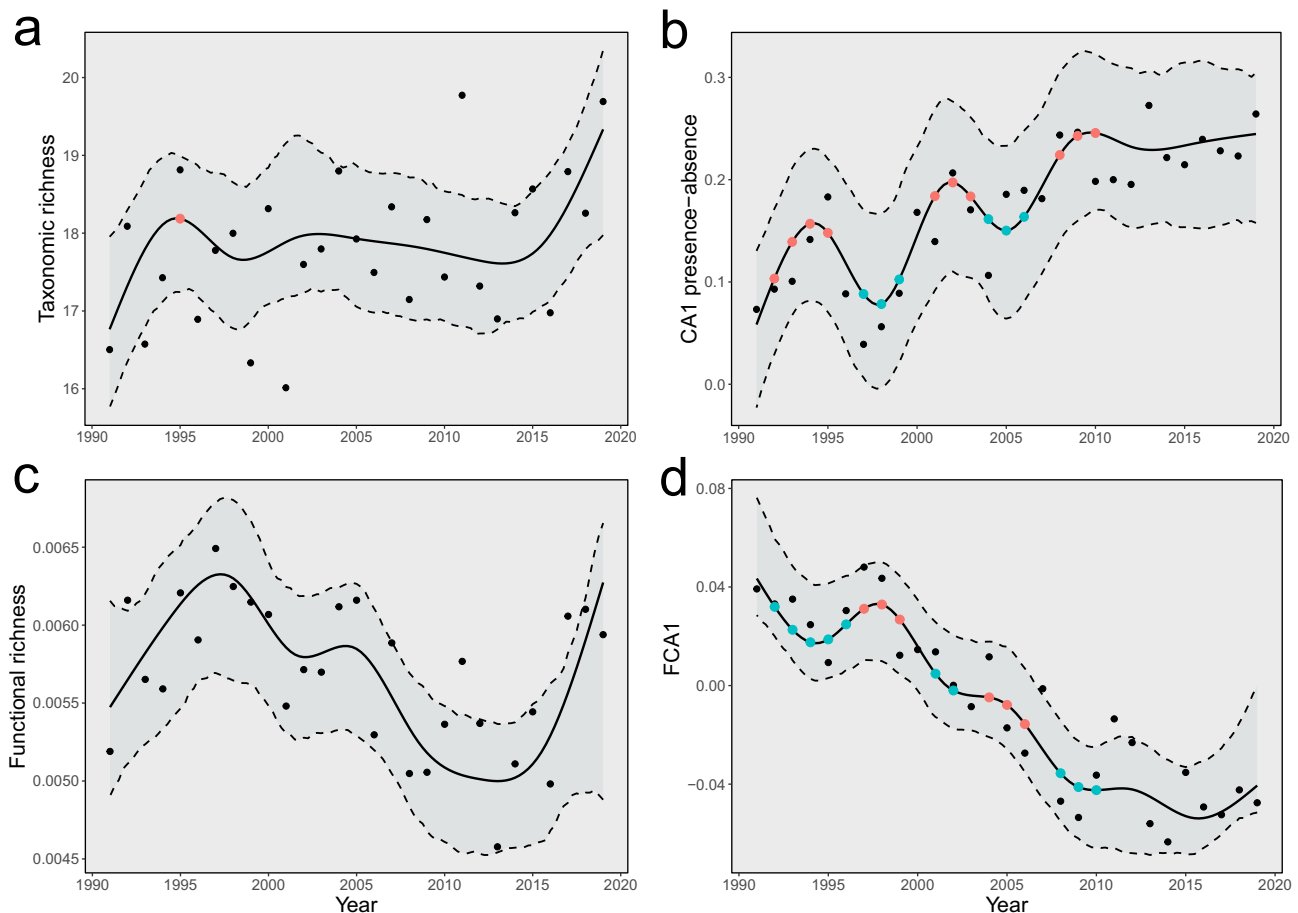 a
Taxonomic richness
20
19
18
17
16
1990 1995 2000 2005 2010 2015 2020
b
CA1 presence−absence
0.3
0.2
0.1
0.0
1990 1995 2000 2005 2010 2015 2020
c
Functional richness
0.0065
0.0060
0.0055
0.0050
0.0045
1990 1995 2000 2005 2010 2015 2020
Year
d
FCA1
0.08
0.04
0.00
−0.04
1990 1995 2000 2005 2010 2015 2020
Year